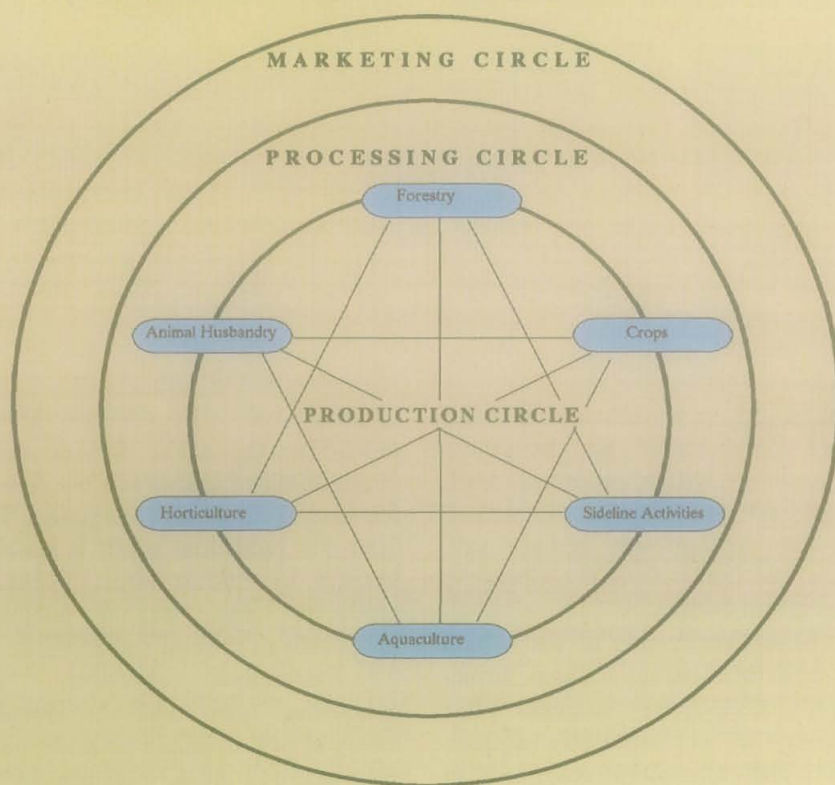 MARKETING CIRCLE
PROCESSING CIRCLE
Forestry
Animal Husbandry
Crops
PRODUCTION CIRCLE
Horticulture
Sideline Activities
Aquaculture